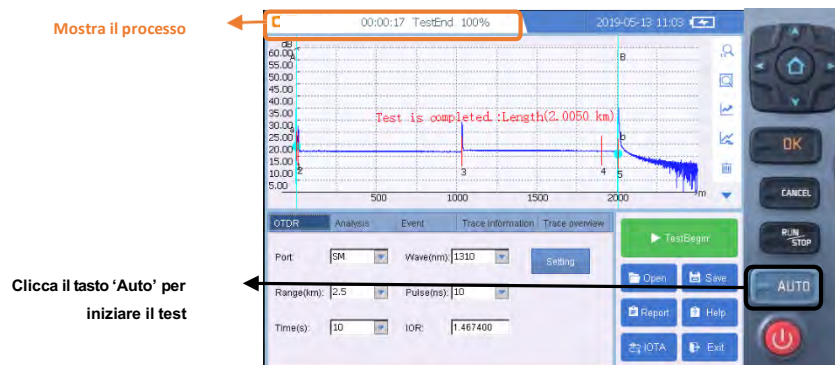 Mostra il processo
00:00:17 TestEnd 100%
2019-05-13 11:03
dB
60.00
55.00
50.00
45.00
40.00
35.00
30.00
25.00
20.00
15.00
10.00
5.00
A
B
a
b
Test is completed.:Length(2.0050 km)
2
3
4
5
500
1000
1500
2000
m
OTDR
Analysis
Event
Trace information
Trace overview
Port:
SM
Wave(nm):
1310
Setting
Range(km):
2.5
Pulse(ns):
10
Time(s):
10
IOR:
1.467400
TestBegin
Open
Save
Report
Help
IOTA
Exit
OK
CANCEL
RUN
STOP
AUTO
Clicca il tasto ‘Auto’ per
iniziare il test